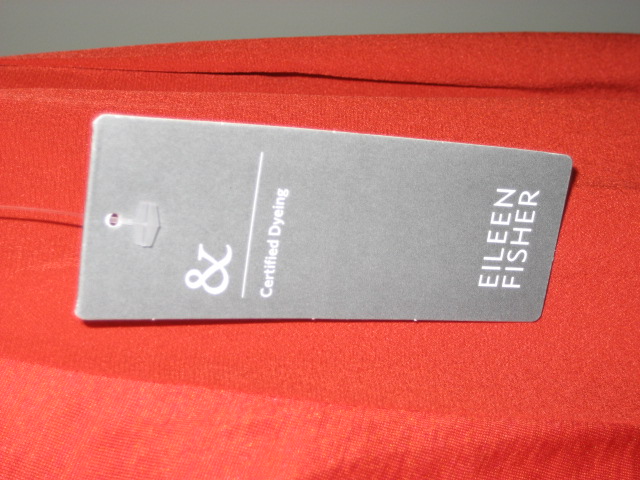 &
Certified Dyeing
EILEEN
FISHER